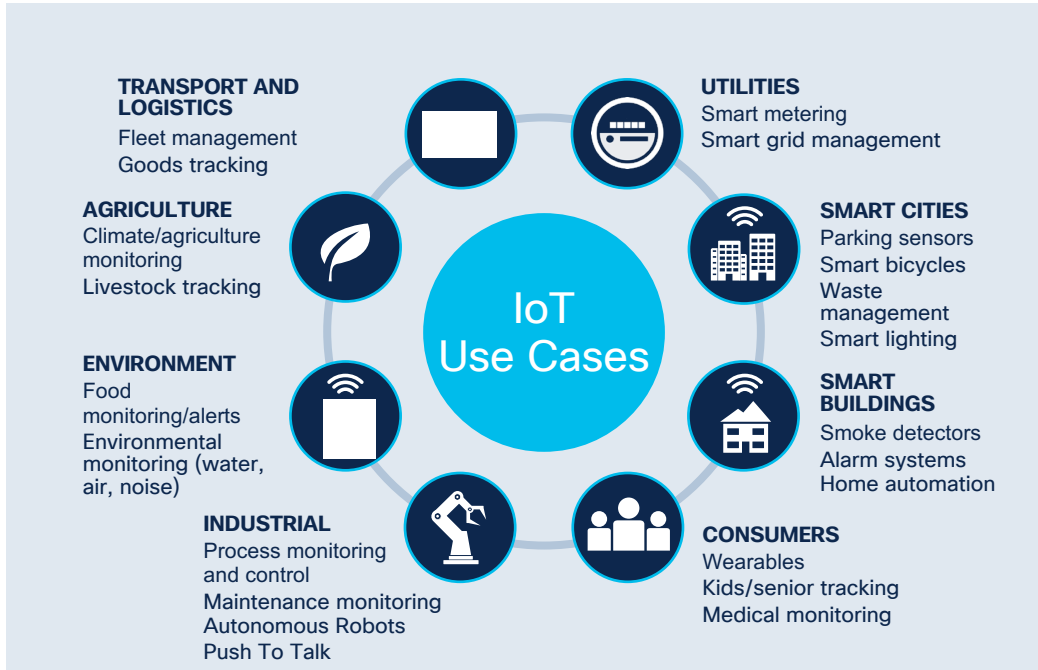 TRANSPORT AND
LOGISTICS
Fleet management
Goods tracking
UTILITIES
Smart metering
Smart grid management
AGRICULTURE
Climate/agriculture
monitoring
Livestock tracking
SMART CITIES
Parking sensors
Smart bicycles
Waste
management
Smart lighting
IoT
Use Cases
ENVIRONMENT
Food
monitoring/alerts
Environmental
monitoring (water,
air, noise)
SMART
BUILDINGS
Smoke detectors
Alarm systems
Home automation
INDUSTRIAL
Process monitoring
and control
Maintenance monitoring
Autonomous Robots
Push To Talk
CONSUMERS
Wearables
Kids/senior tracking
Medical monitoring